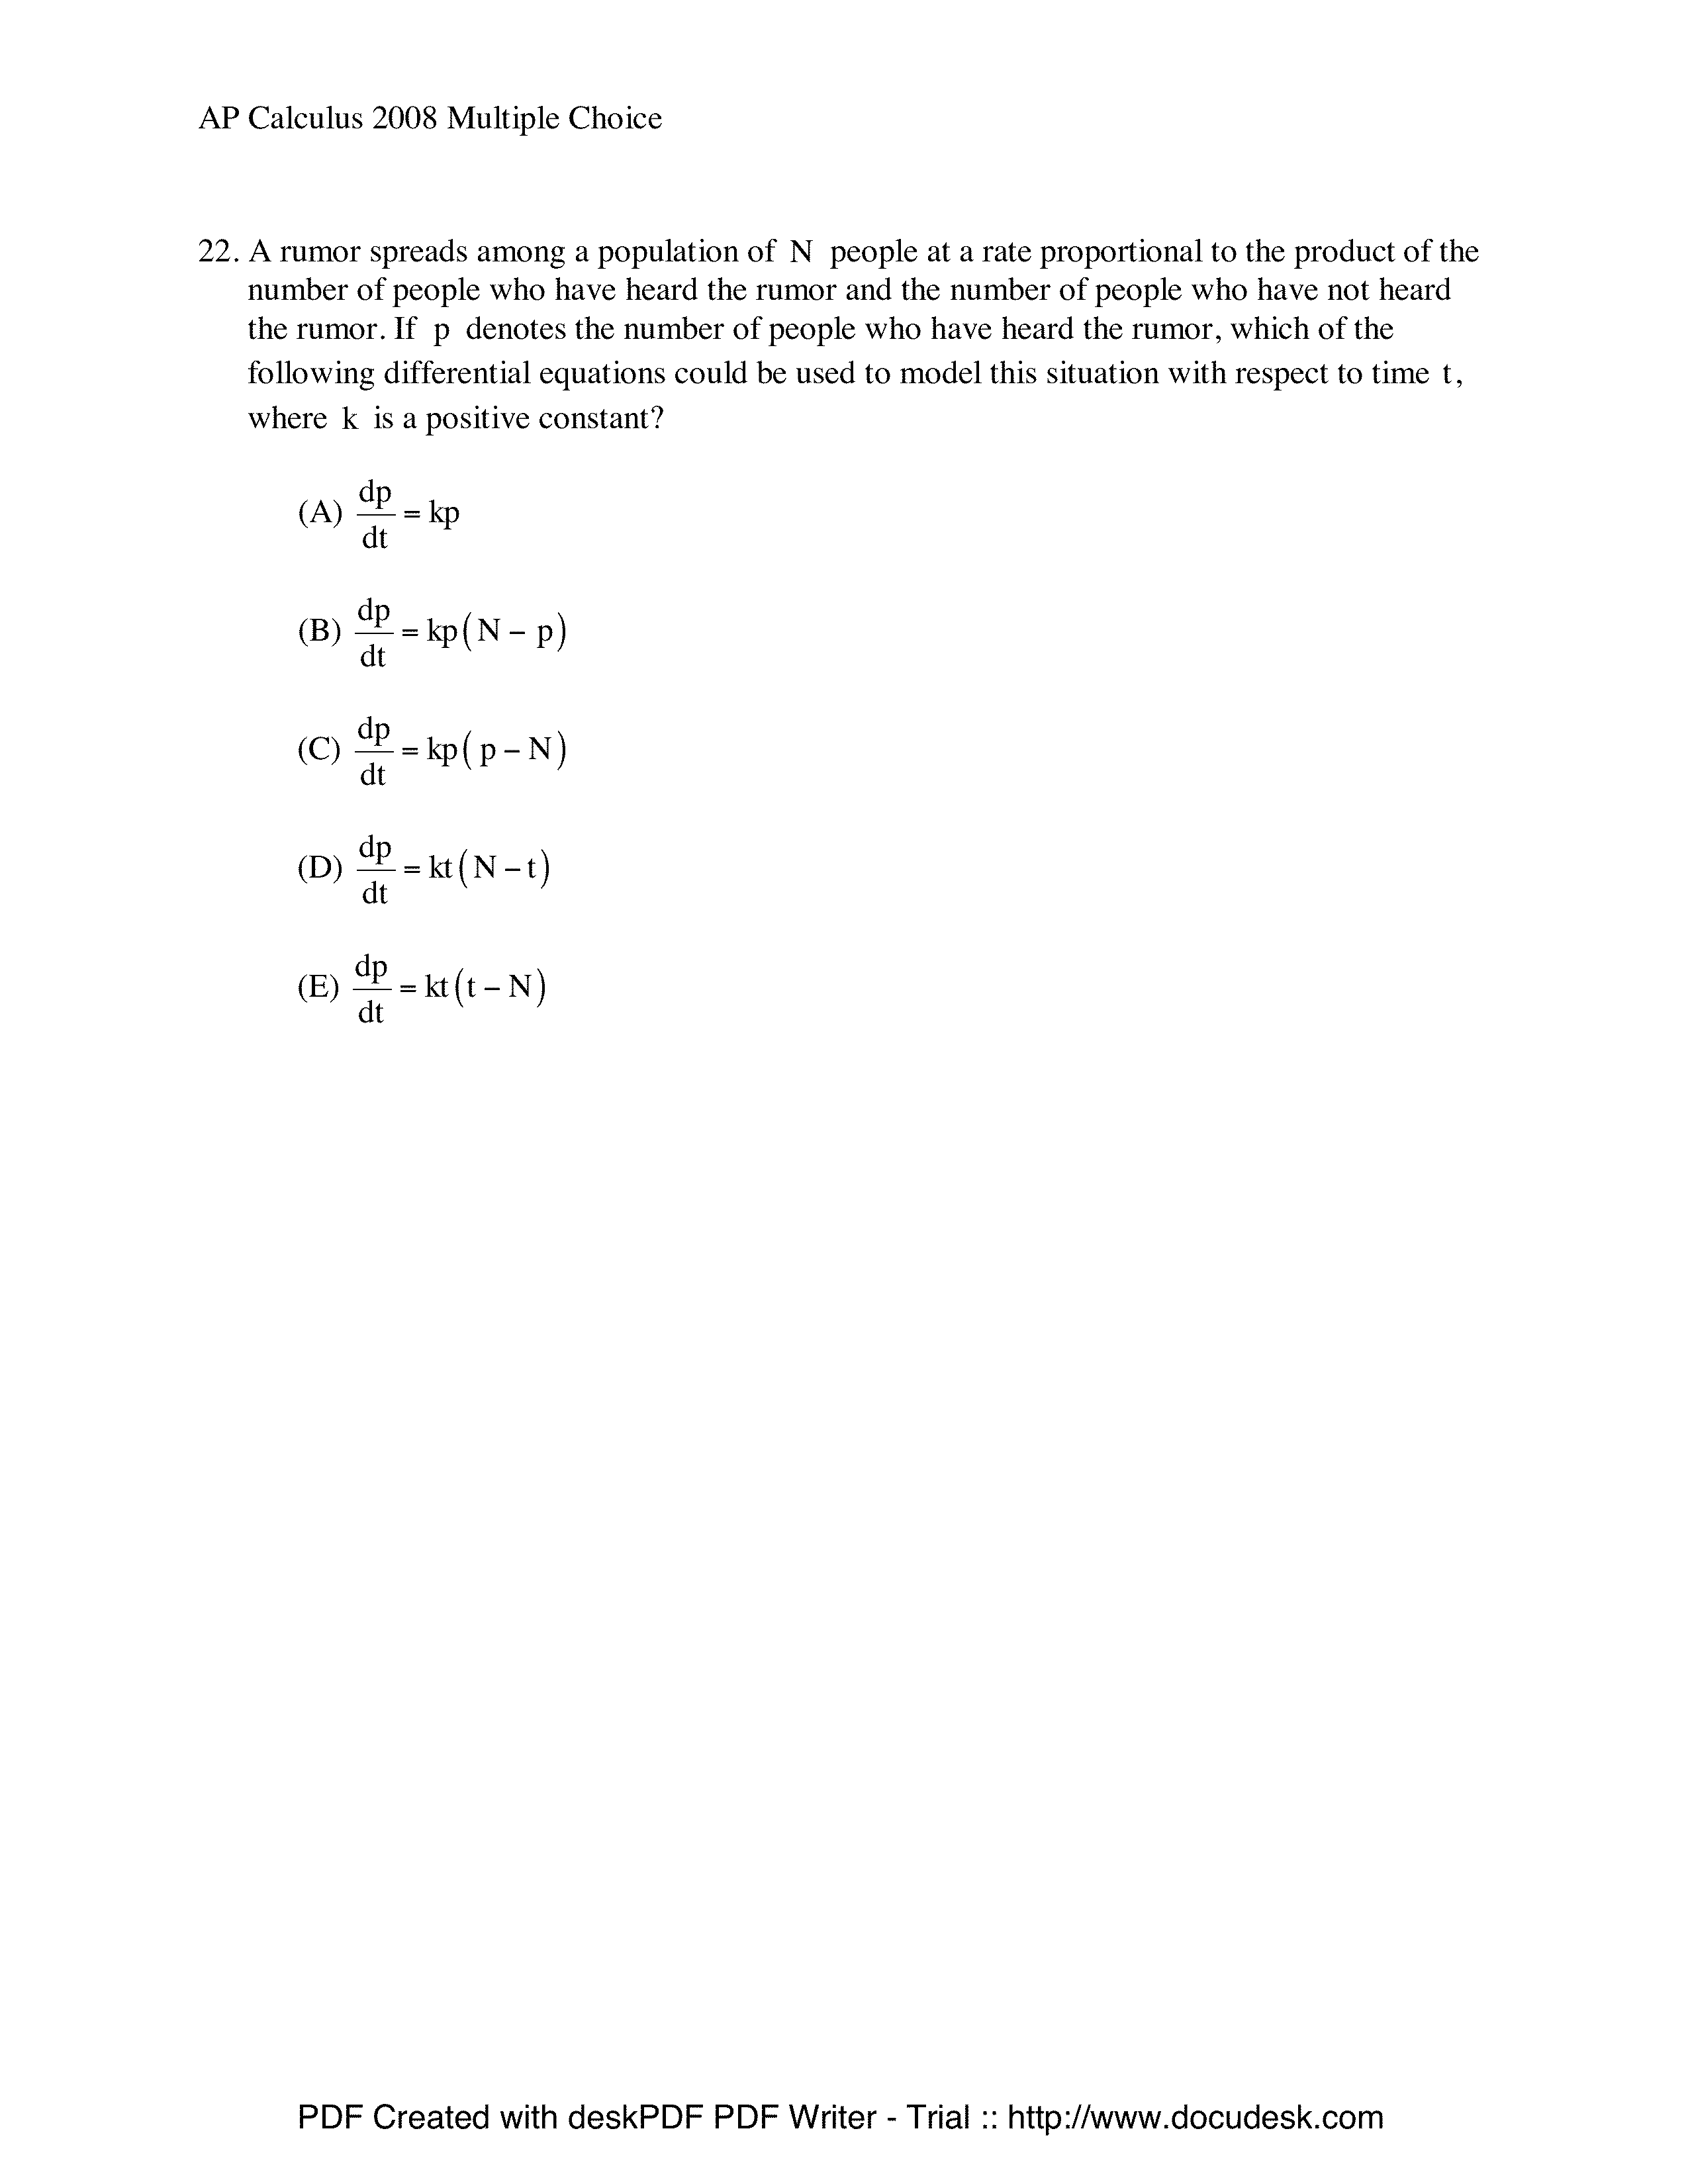 AP Calculus 2008 Multiple Choice
22. A rumor spreads among a population of N people at a rate proportional to the product of the
number of people who have heard the rumor and the number of people who have not heard
the rumor. If p denotes the number of people who have heard the rumor, which of the
following differential equations could be used to model this situation with respect to time t,
where k is a positive constant?
(A) dp/dt = kp
(B) dp/dt = kp(N − p)
(C) dp/dt = kp(p − N)
(D) dp/dt = kt(N − t)
(E) dp/dt = kt(t − N)
PDF Created with deskPDF PDF Writer - Trial :: http://www.docudesk.com